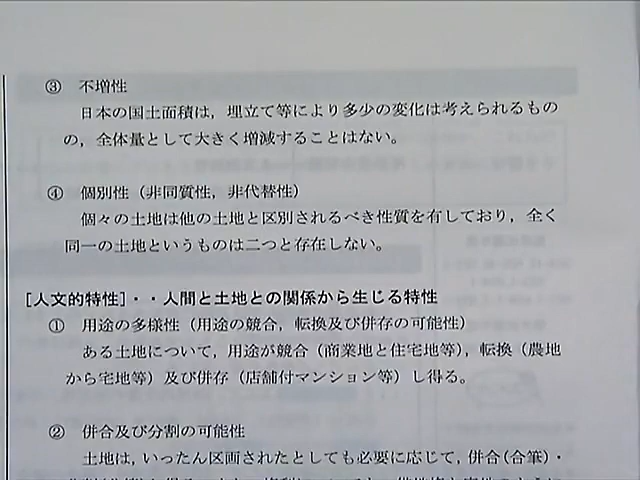 ③ 不増性
日本の国土面積は，埋立て等により多少の変化は考えられるもの
の，全体量として大きく増減することはない。
④ 個別性（非同質性，非代替性）
個々の土地は他の土地と区別されるべき性質を有しており，全く
同一の土地というものは二つと存在しない。
［人文的特性］・・人間と土地との関係から生じる特性
① 用途の多様性（用途の競合，転換及び併存の可能性）
ある土地について，用途が競合（商業地と住宅地等），転換（農地
から宅地等）及び併存（店舗付マンション等）し得る。
② 併合及び分割の可能性
土地は，いったん区画されたとしても必要に応じて，併合(合筆)・